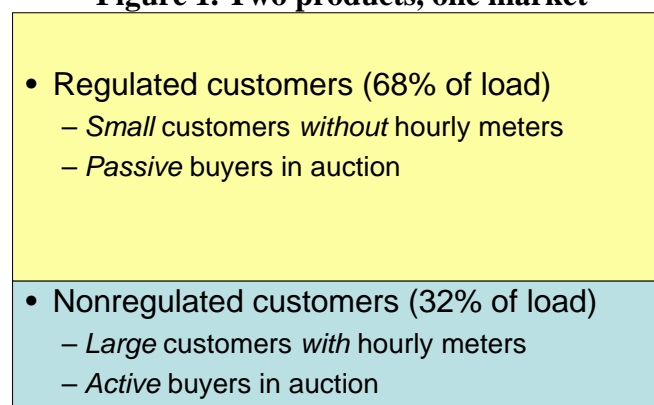 Figure 1. Two products, one market
• Regulated customers (68% of load)
– Small customers without hourly meters
– Passive buyers in auction
• Nonregulated customers (32% of load)
– Large customers with hourly meters
– Active buyers in auction